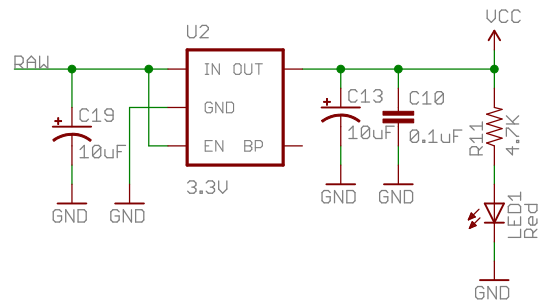 VCC
U2
RAW
IN OUT
GND
EN BP
3.3V
C19
10uF
C13
10uF
C10
0.1uF
R11
4.7K
LED1
Red
GND
GND
GND
GND
GND